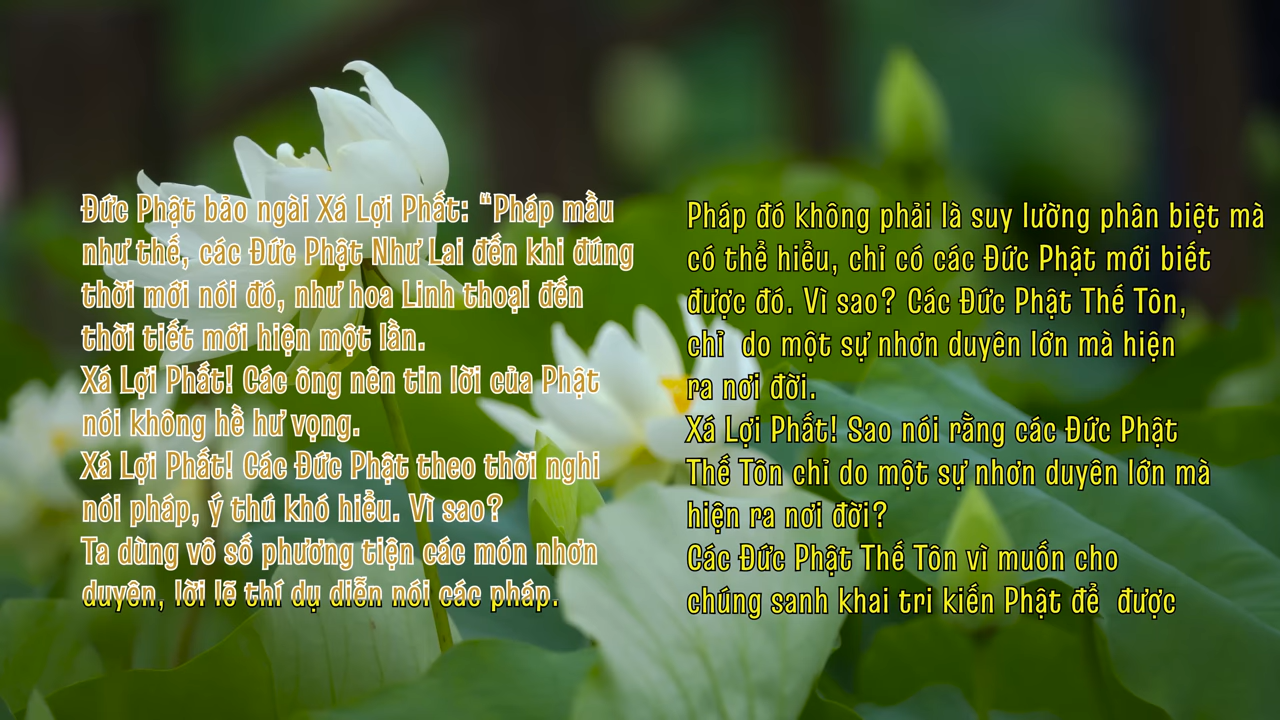 Đức Phật bảo ngài Xá Lợi Phất: “Pháp mầu
như thế, các Đức Phật Như Lai đến khi đúng
thời mới nói đó, như hoa Linh thoại đến
thời tiết mới hiện một lần.
Xá Lợi Phất! Các ông nên tin lời của Phật
nói không hề hư vọng.
Xá Lợi Phất! Các Đức Phật theo thời nghi
nói pháp, ý thú khó hiểu. Vì sao?
Ta dùng vô số phương tiện các món nhơn
duyên, lời lẽ thí dụ diễn nói các pháp.
Pháp đó không phải là suy lường phân biệt mà
có thể hiểu, chỉ có các Đức Phật mới biết
được đó. Vì sao? Các Đức Phật Thế Tôn,
chỉ do một sự nhơn duyên lớn mà hiện
ra nơi đời.
Xá Lợi Phất! Sao nói rằng các Đức Phật
Thế Tôn chỉ do một sự nhơn duyên lớn mà
hiện ra nơi đời?
Các Đức Phật Thế Tôn vì muốn cho
chúng sanh khai tri kiến Phật để được